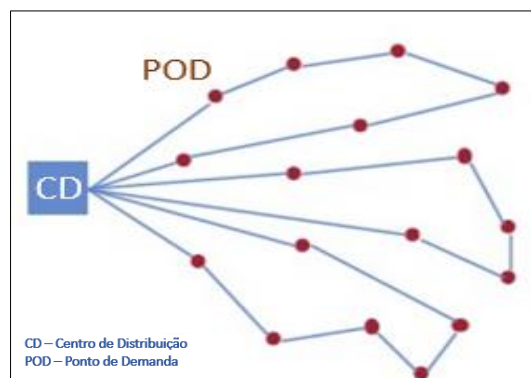 POD
CD
CD – Centro de Distribuição
POD – Ponto de Demanda